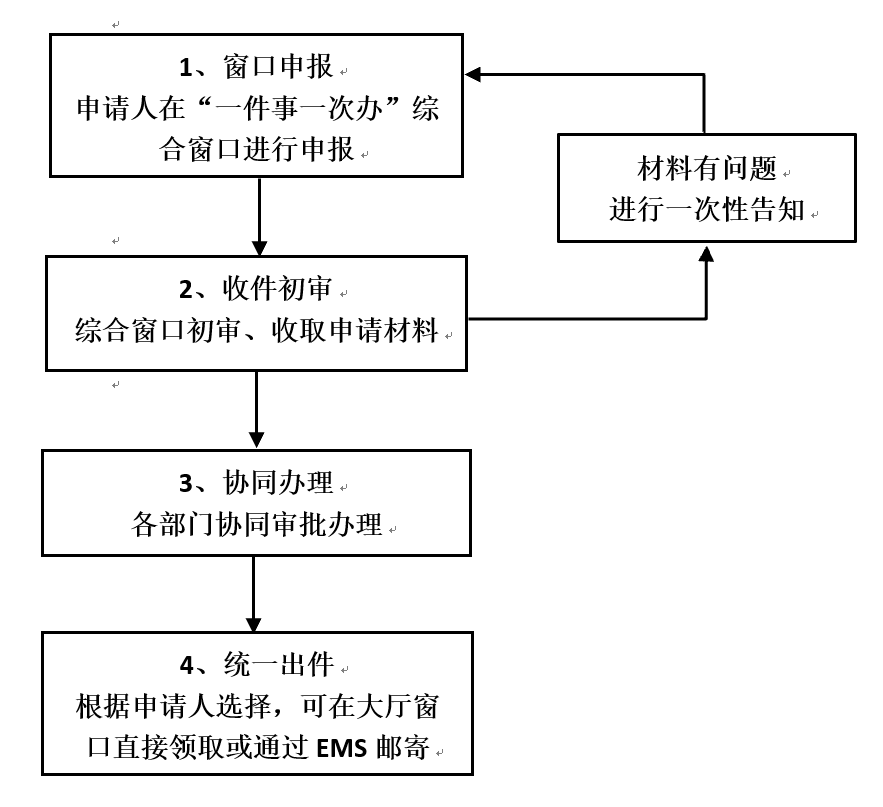 1、窗口申报
申请人在“一件事一次办”综
合窗口进行申报
材料有问题
进行一次性告知
2、收件初审
综合窗口初审、收取申请材料
3、协同办理
各部门协同审批办理
4、统一出件
根据申请人选择，可在大厅窗
口直接领取或通过 EMS 邮寄